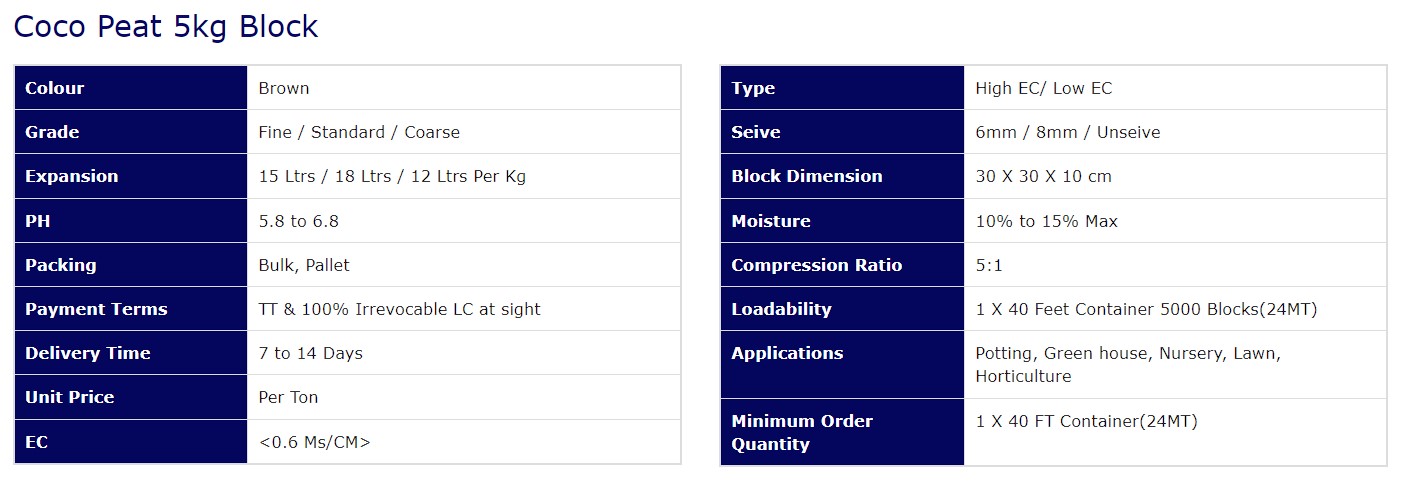 Coco Peat 5kg Block
Colour Brown
Grade Fine / Standard / Coarse
Expansion 15 Ltrs / 18 Ltrs / 12 Ltrs Per Kg
PH 5.8 to 6.8
Packing Bulk, Pallet
Payment Terms TT & 100% Irrevocable LC at sight
Delivery Time 7 to 14 Days
Unit Price Per Ton
EC <0.6 Ms/CM>
Type High EC/ Low EC
Seive 6mm / 8mm / Unseive
Block Dimension 30 X 30 X 10 cm
Moisture 10% to 15% Max
Compression Ratio 5:1
Loadability 1 X 40 Feet Container 5000 Blocks(24MT)
Applications Potting, Green house, Nursery, Lawn,
Horticulture
Minimum Order 1 X 40 FT Container(24MT)
Quantity